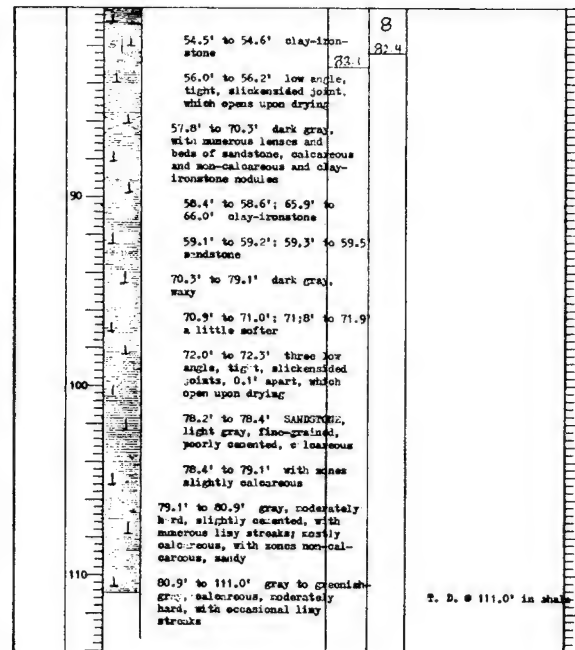 8
82.4
54.5' to 54.6' clay-iron-
stone
56.0' to 56.2' low angle,
tight, slickensided joint,
which opens upon drying
57.8' to 70.3' dark gray,
with numerous lenses and
beds of sandstone, calcareous
and non-calcareous and clay-
ironstone nodules
90
58.4' to 58.6'; 65.9' to
66.0' clay-ironstone
59.1' to 59.2'; 59.3' to 59.5
sandstone
70.3' to 79.1' dark gray,
waxy
70.9' to 71.0'; 71;8' to 71.9
a little softer
72.0' to 72.3' three low
angle, tight, slickensided
joints, 0.1' apart, which
open upon drying
100
78.2' to 78.4' SANDSTONE,
light gray, fine-grained,
poorly cemented, calcareous
78.4' to 79.1' with zones
slightly calcareous
79.1' to 80.9' gray, moderately
hard, slightly cemented, with
numerous limy streaks; mostly
calcareous, with zones non-cal-
careous, sandy
110
80.9' to 111.0' gray to greenish-
gray, calcareous, moderately
hard, with occasional limy
streaks
T. D. @ 111.0' in shale